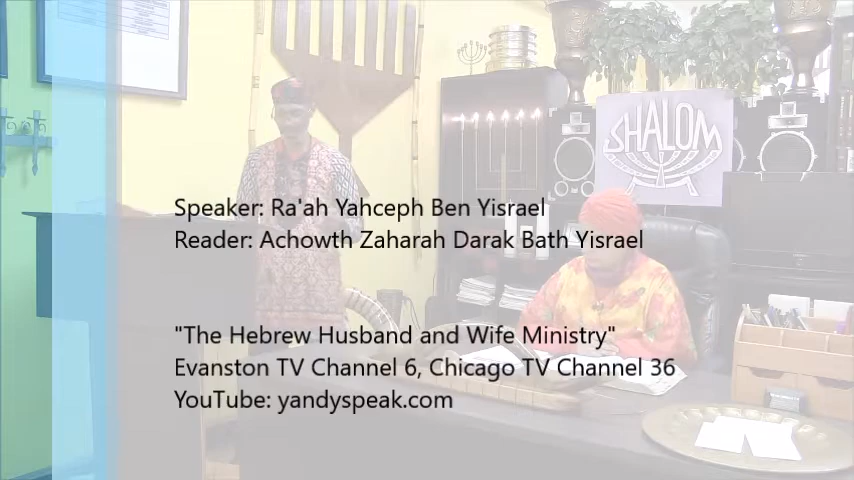 SHALOM
Speaker: Ra'ah Yahceph Ben Yisrael
Reader: Achowth Zaharah Darak Bath Yisrael
"The Hebrew Husband and Wife Ministry"
Evanston TV Channel 6, Chicago TV Channel 36
YouTube: yandyspeak.com